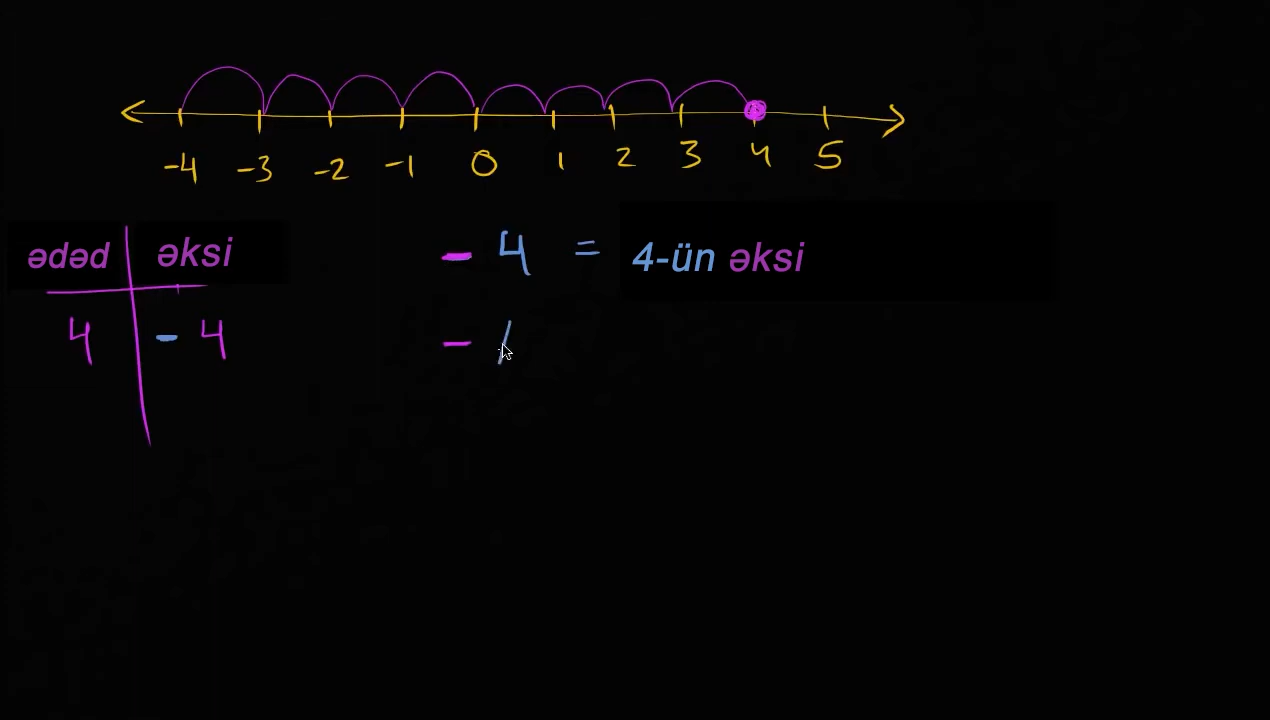 -4 -3 -2 -1 0 1 2 3 4 5
ədəd əksi
4 - 4
- 4 = 4-ün əksi
-